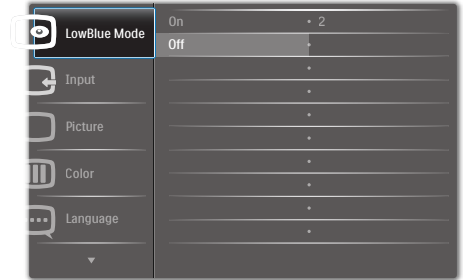 LowBlue Mode
On • 2
Off •
Input
Picture
Color
Language